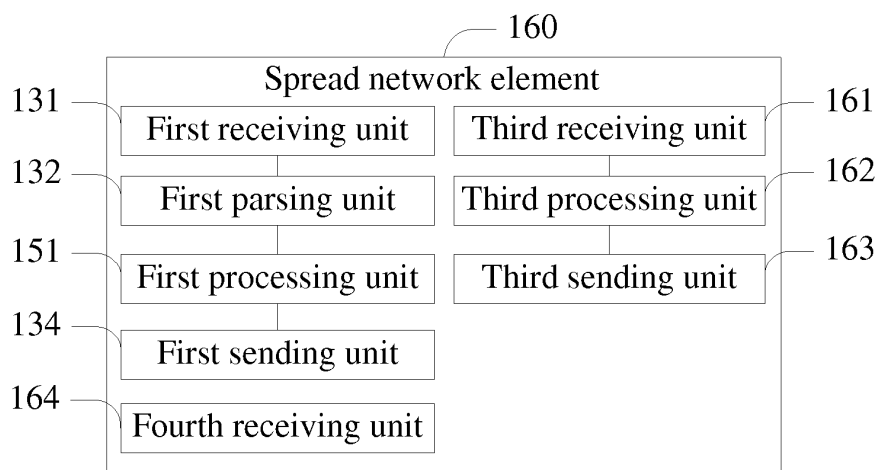 160
Spread network element
131
First receiving unit
Third receiving unit
161
132
First parsing unit
Third processing unit
162
151
First processing unit
Third sending unit
163
134
First sending unit
164
Fourth receiving unit